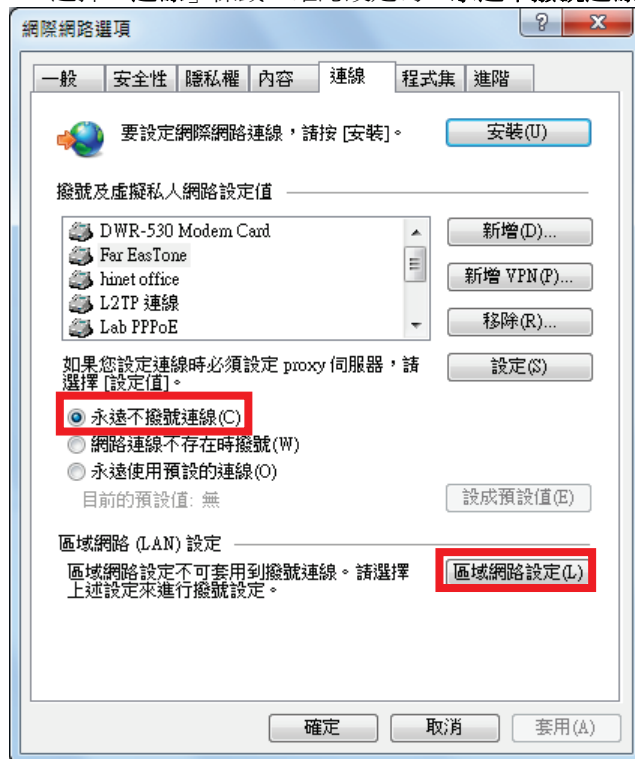 網際網路選項
一般 安全性 隱私權 內容 連線 程式集 進階
要設定網際網路連線，請按 [安裝]。 安裝(U)
撥號及虛擬私人網路設定值
DWR-530 Modem Card 新增(D)...
Far EasTone
hinet office 新增 VPN(P)...
L2TP 連線
Lab PPPoE 移除(R)...
如果您設定連線時必須設定 proxy 伺服器，請 設定(S)
選擇 [設定值]。
永遠不撥號連線(C)
網路連線不存在時撥號(W)
永遠使用預設的連線(O)
目前的預設值: 無 設成預設值(E)
區域網路 (LAN) 設定
區域網路設定不可套用到撥號連線。請選擇 區域網路設定(L)
上述設定來進行撥號設定。
確定 取消 套用(A)